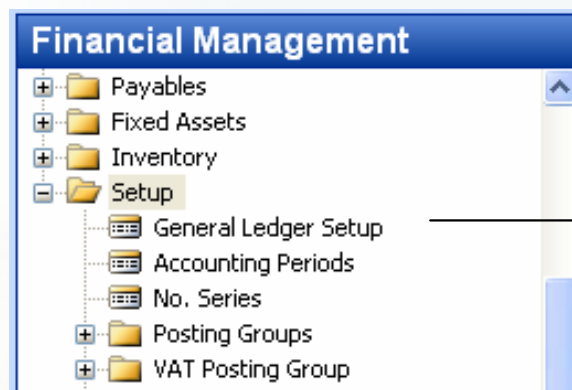 Financial Management
Payables
Fixed Assets
Inventory
Setup
General Ledger Setup
Accounting Periods
No. Series
Posting Groups
VAT Posting Group